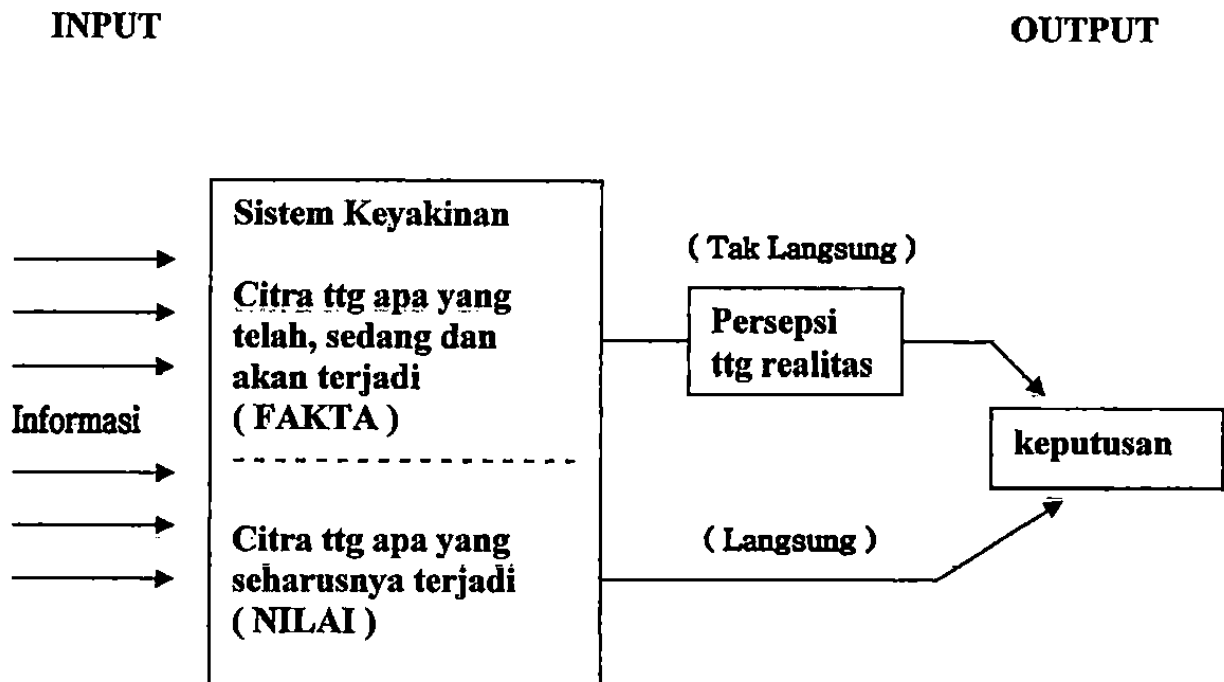 INPUT
OUTPUT
Informasi
Sistem Keyakinan
Citra ttg apa yang
telah, sedang dan
akan terjadi
( FAKTA )
Citra ttg apa yang
seharusnya terjadi
( NILAI )
( Tak Langsung )
Persepsi
ttg realitas
( Langsung )
keputusan